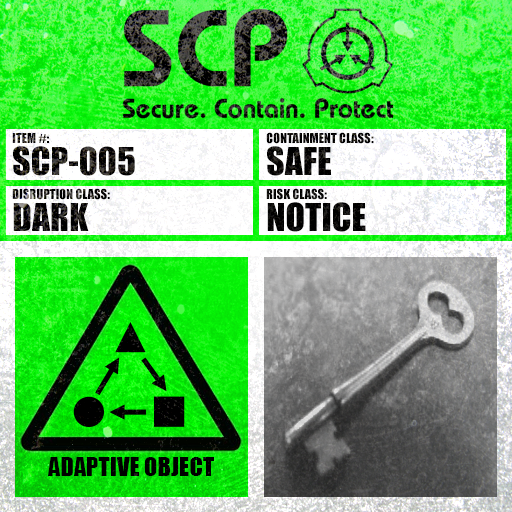 SCP
Secure. Contain. Protect
ITEM #:
SCP-005
CONTAINMENT CLASS:
SAFE
DISRUPTION CLASS:
DARK
RISK CLASS:
NOTICE
ADAPTIVE OBJECT